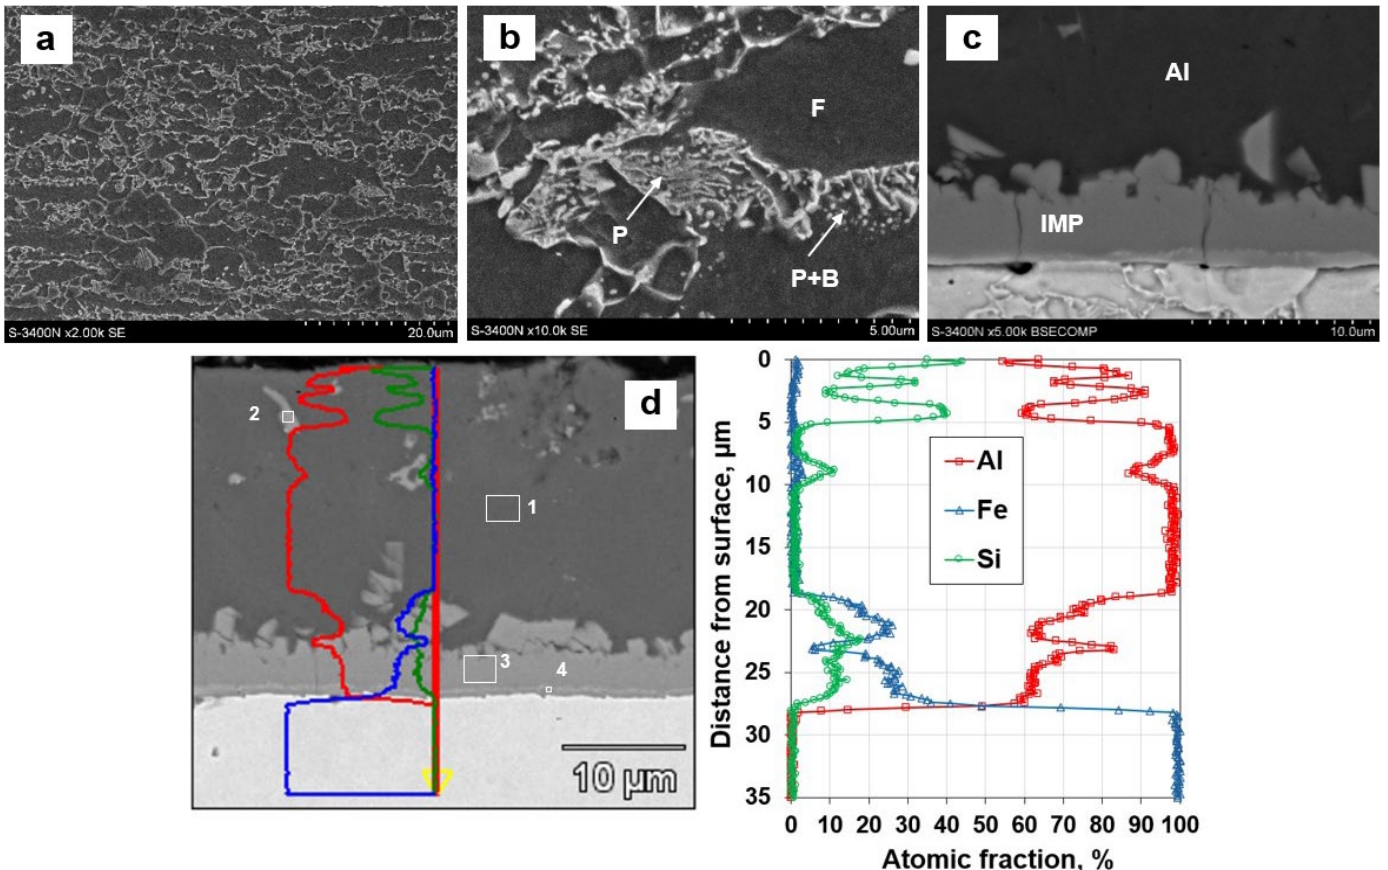 a
S-3400N x2.00k SE
20.0um
b
F
P
P+B
S-3400N x10.0k SE
5.00um
c
Al
IMP
S-3400N x5.00k BSECOMP
10.0um
d
2
1
3
4
10 µm
0
5
10
15
20
25
30
35
Distance from surface, µm
Al
Fe
Si
0 10 20 30 40 50 60 70 80 90 100
Atomic fraction, %